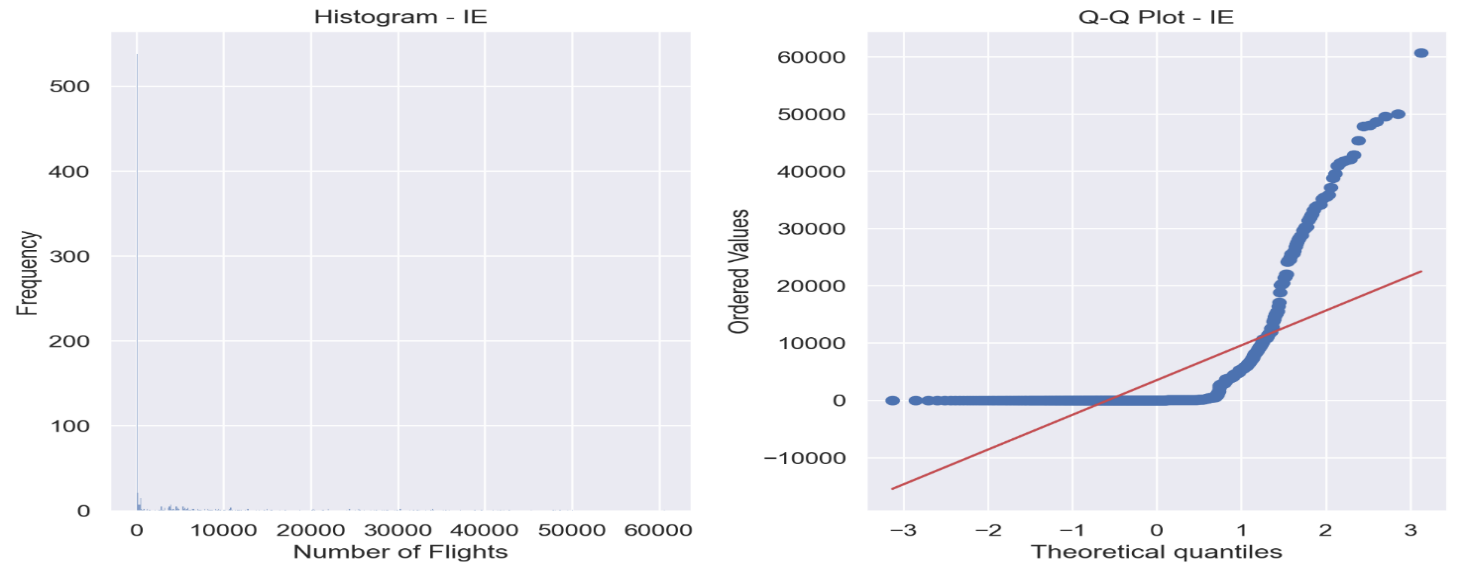 Histogram - IE
Frequency
500
400
300
200
100
0
0 10000 20000 30000 40000 50000 60000
Number of Flights
Q-Q Plot - IE
Ordered Values
60000
50000
40000
30000
20000
10000
0
−10000
−3 −2 −1 0 1 2 3
Theoretical quantiles